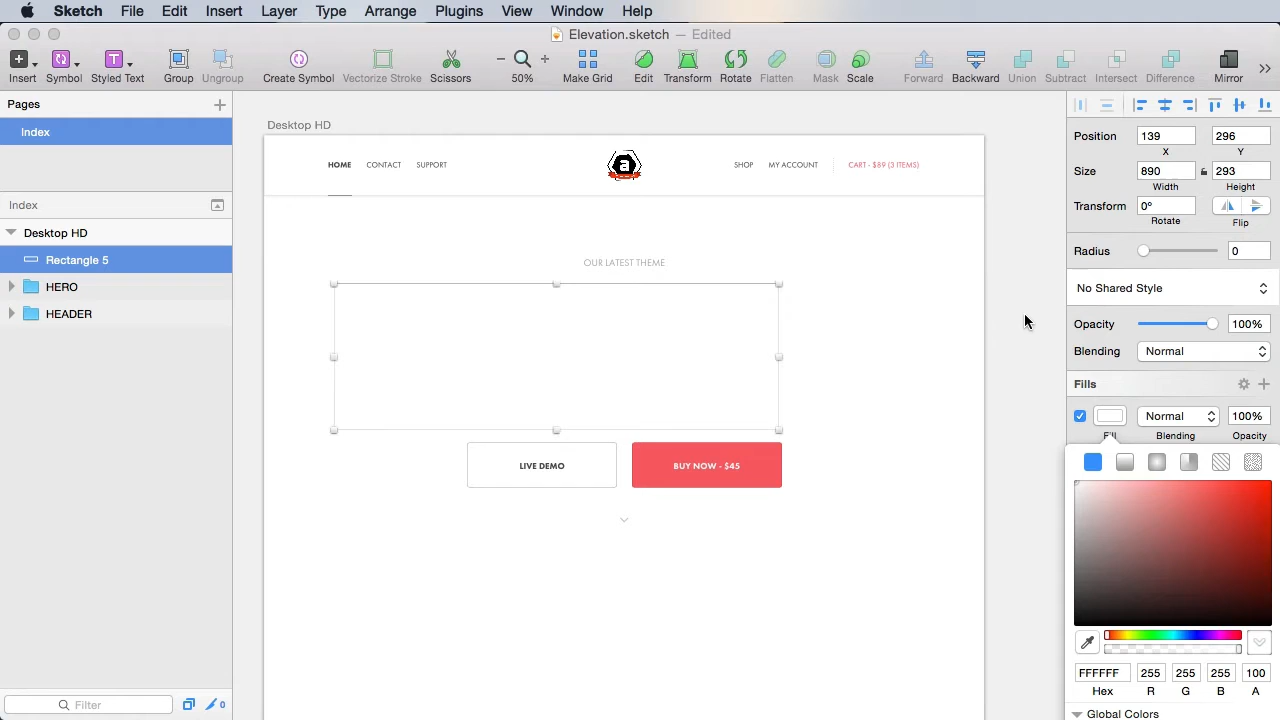 Sketch File Edit Insert Layer Type Arrange Plugins View Window Help
Elevation.sketch — Edited
50%
Insert Symbol Styled Text Group Ungroup Create Symbol Vectorize Stroke Scissors Make Grid Edit Transform Rotate Flatten Mask Scale Forward Backward Union Subtract Intersect Difference Mirror
Pages
Index
Index
Desktop HD
Rectangle 5
HERO
HEADER
Filter
0
Desktop HD
HOME CONTACT SUPPORT
a
SHOP MY ACCOUNT CART - $89 (3 ITEMS)
OUR LATEST THEME
LIVE DEMO
BUY NOW - $45
Position 139 296
X Y
Size 890 293
Width Height
Transform 0º
Rotate Flip
Radius 0
No Shared Style
Opacity 100%
Blending Normal
Fills
Normal 100%
Fill Blending Opacity
FFFFFF 255 255 255 100
Hex R G B A
Global Colors